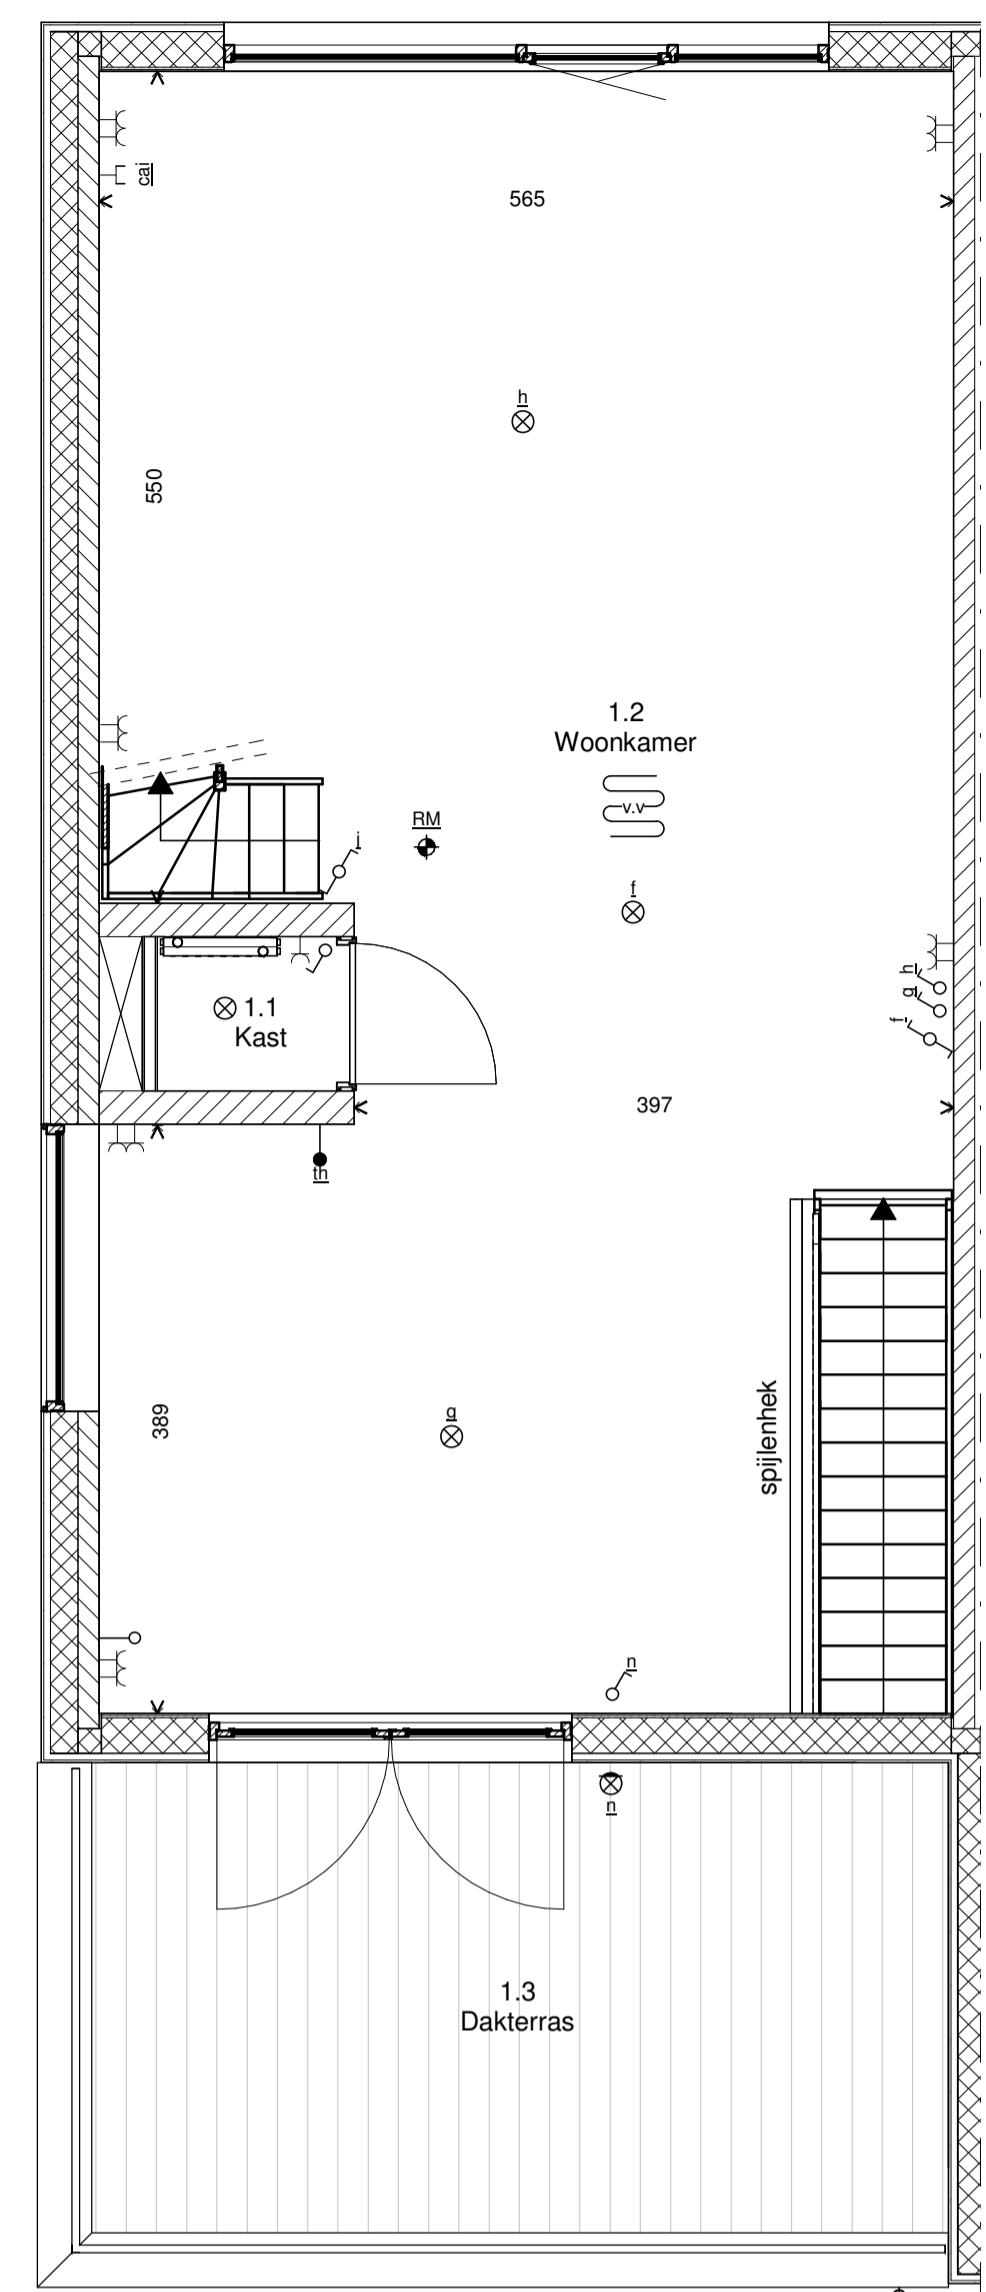 cai
565
h
550
1.2
Woonkamer
v.v
RM
j
f
h
g
f
1.1
Kast
397
th
389
g
spijlenhek
n
n
1.3
Dakterras